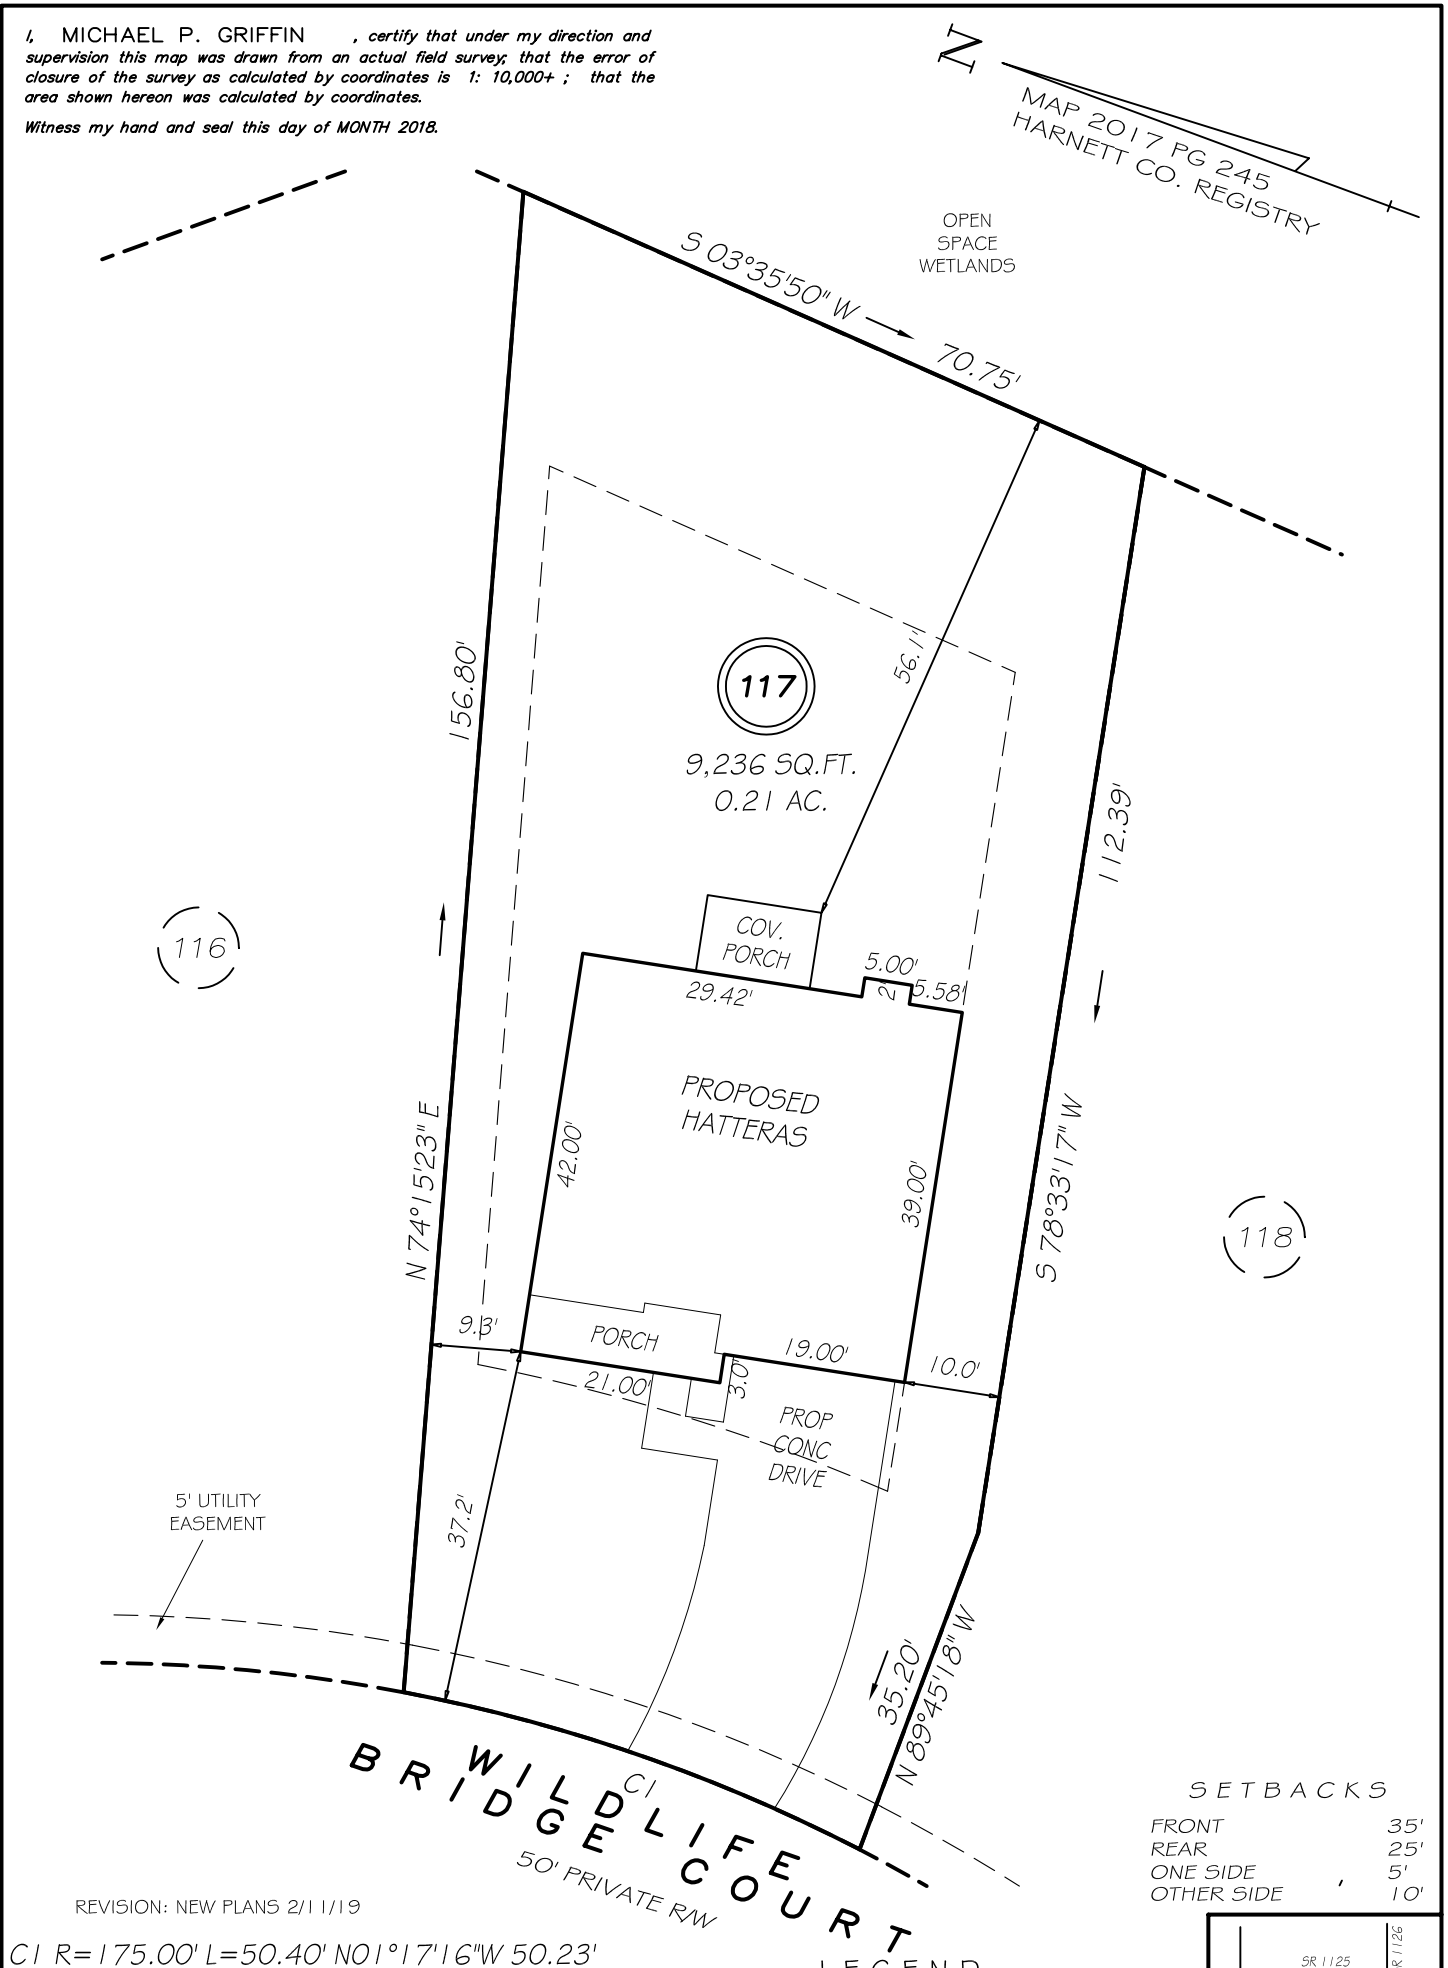 I, MICHAEL P. GRIFFIN , certify that under my direction and
supervision this map was drawn from an actual field survey; that the error of
closure of the survey as calculated by coordinates is 1: 10,000+ ; that the
area shown hereon was calculated by coordinates.
Witness my hand and seal this day of MONTH 2018.
N
MAP 2017 PG 245
HARNETT CO. REGISTRY
OPEN
SPACE
WETLANDS
S 03°35'50" W
70.75'
156.80'
N 74°15'23" E
117
9,236 SQ.FT.
0.21 AC.
56.1'
112.39'
S 78°33'17" W
116
118
COV.
PORCH
29.42'
5.00'
2'
5.58'
PROPOSED
HATTERAS
42.00'
39.00'
9.3'
PORCH
21.00'
3.0'
19.00'
10.0'
PROP
CONC
DRIVE
37.2'
5' UTILITY
EASEMENT
35.20'
N 89°45'18" W
C1
WILDLIFE
BRIDGE COURT
50' PRIVATE R/W
SETBACKS
FRONT 35'
REAR 25'
ONE SIDE , 5'
OTHER SIDE 10'
REVISION: NEW PLANS 2/11/19
C1 R=175.00' L=50.40' N01°17'16"W 50.23'
LEGEND
SR 1125
SR 1126